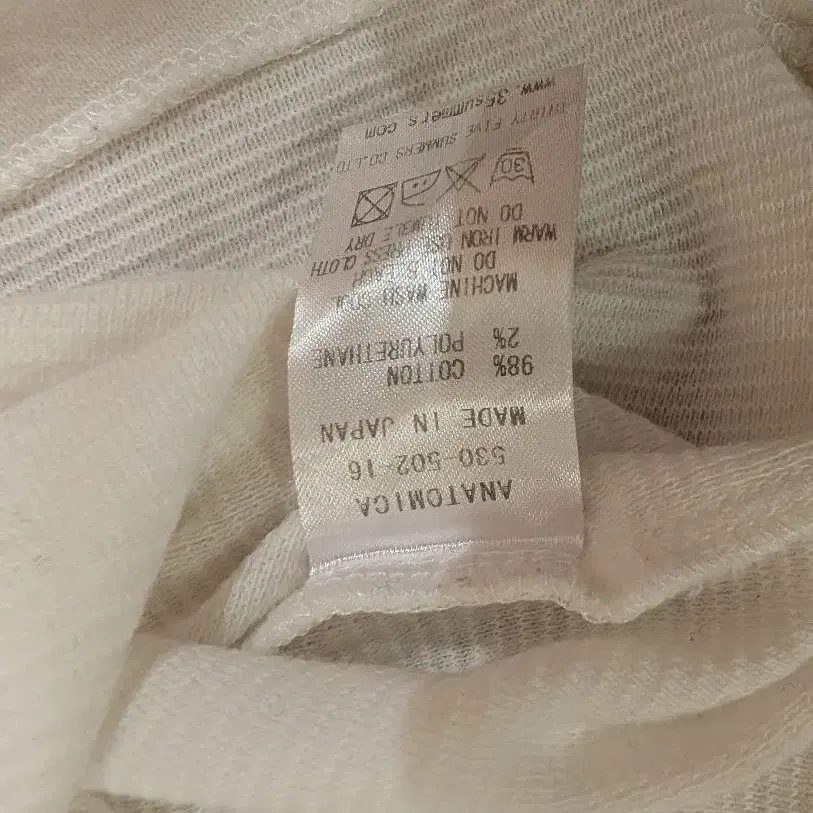 ANATOMICA
530-502-16
MADE IN JAPAN
98% COTTON
2% POLYURETHANE
MACHINE WASH COOL
DO NOT BLEACH
WARM IRON USE PRESS CLOTH
DO NOT TUMBLE DRY
30
THIRTY FIVE SUMMERS CO.LTD
www.35summers.com